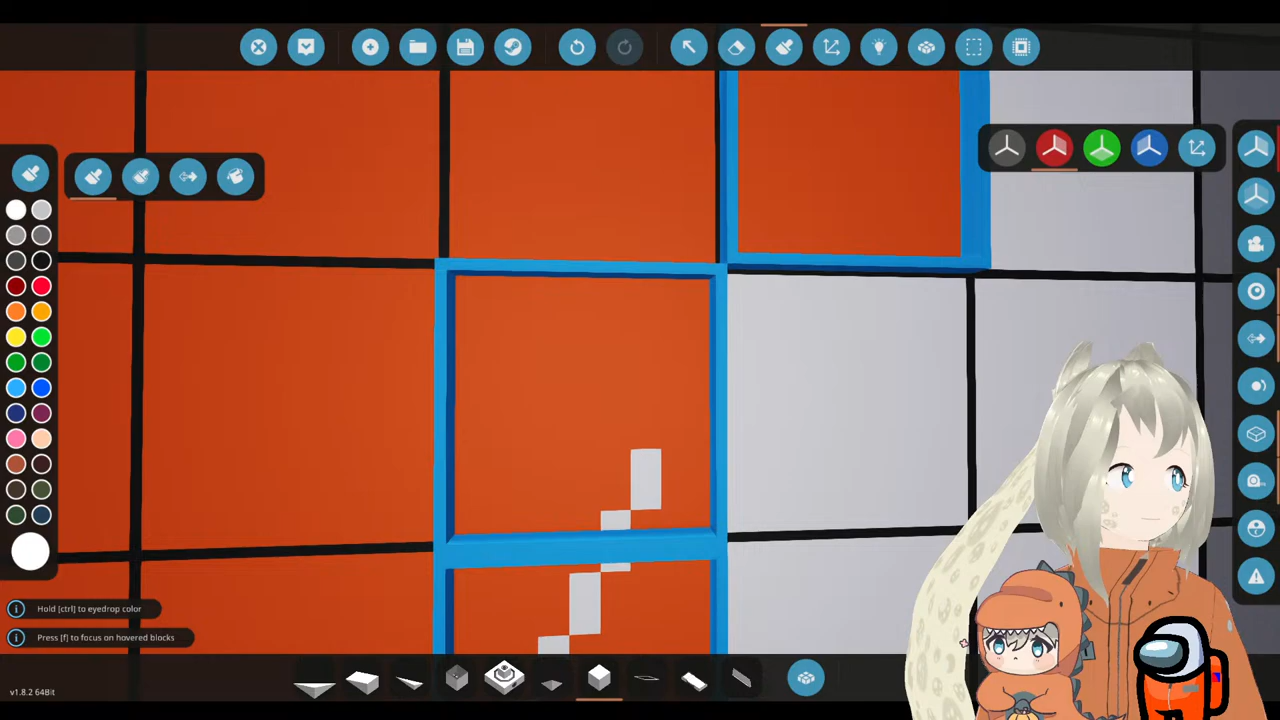 Hold [ctrl] to eyedrop color
Press [f] to focus on hovered blocks
v1.8.2 64Bit